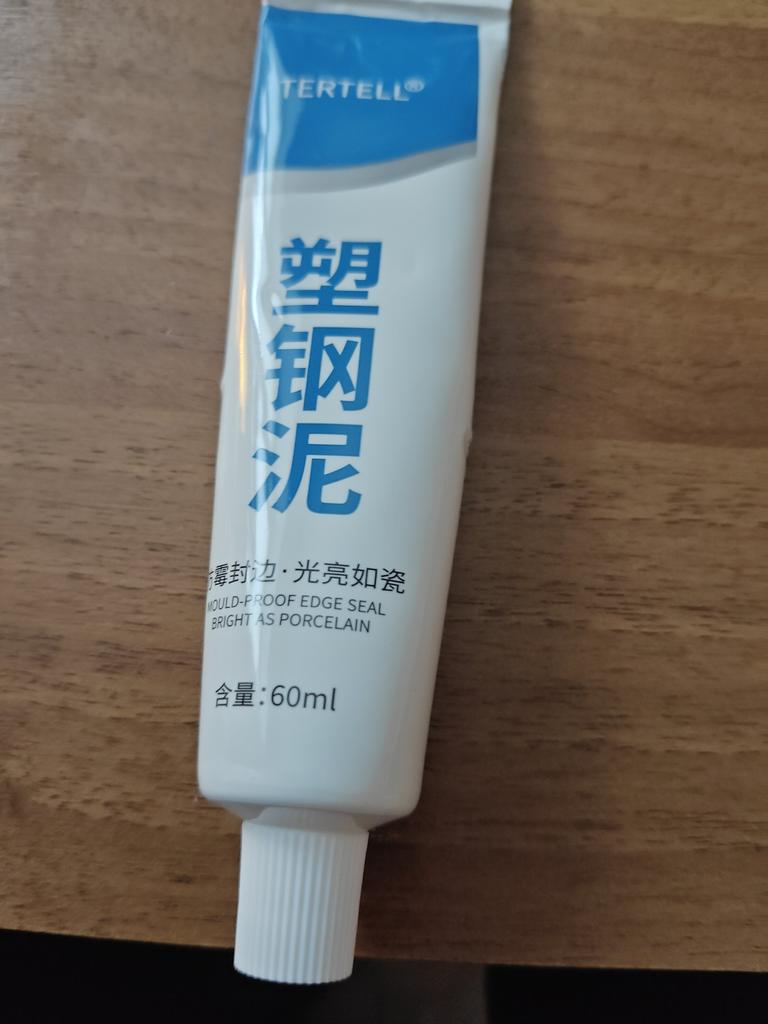 TERTELL®
塑
钢
泥
防霉封边·光亮如瓷
MOULD-PROOF EDGE SEAL
BRIGHT AS PORCELAIN
含量:60ml